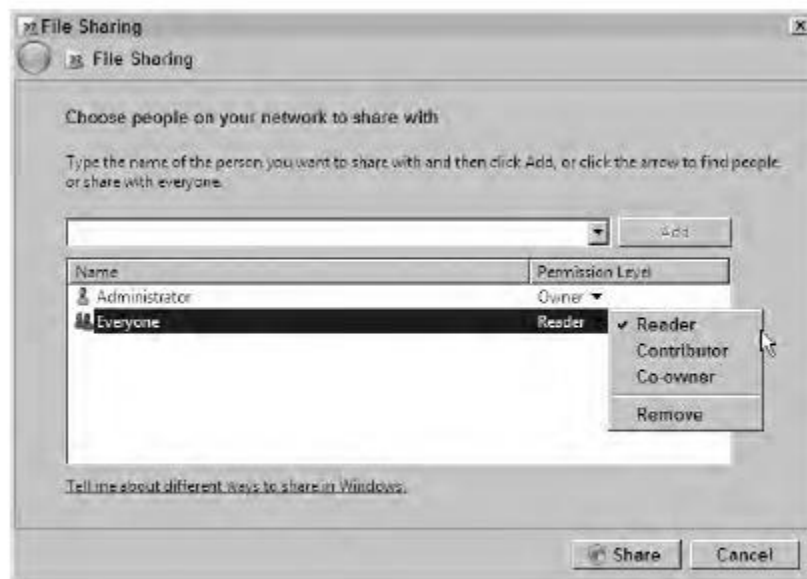 File Sharing
File Sharing
Choose people on your network to share with
Type the name of the person you want to share with and then click Add, or click the arrow to find people
or share with everyone.
Add
Name Permission Level
Administrator Owner
Everyone Reader
Reader
Contributor
Co-owner
Remove
Tell me about different ways to share in Windows.
Share Cancel